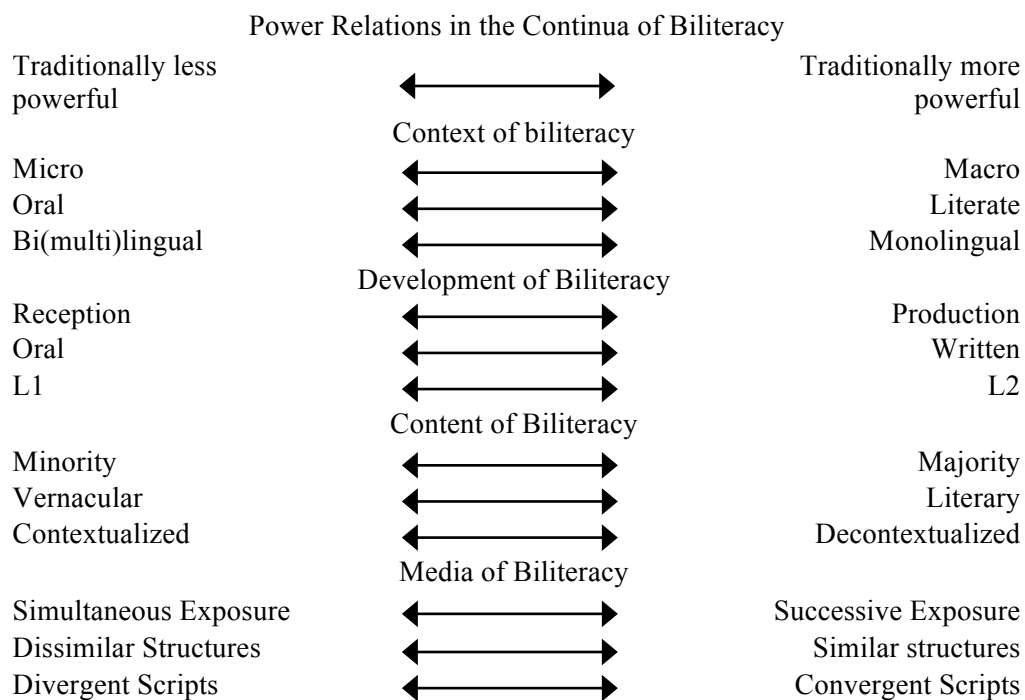 Power Relations in the Continua of Biliteracy
Traditionally less powerful Traditionally more powerful
Context of biliteracy
Micro Macro
Oral Literate
Bi(multi)lingual Monolingual
Development of Biliteracy
Reception Production
Oral Written
L1 L2
Content of Biliteracy
Minority Majority
Vernacular Literary
Contextualized Decontextualized
Media of Biliteracy
Simultaneous Exposure Successive Exposure
Dissimilar Structures Similar structures
Divergent Scripts Convergent Scripts